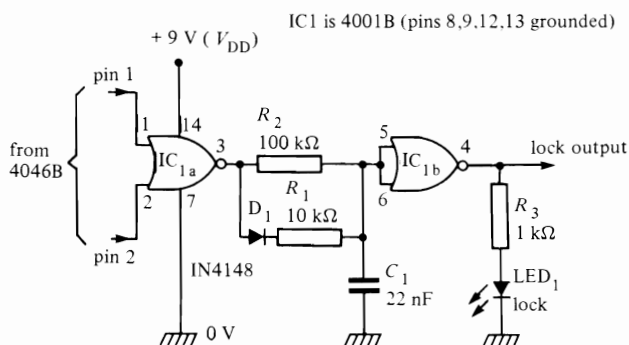 IC1 is 4001B (pins 8,9,12,13 grounded)
+ 9 V (V_DD)
pin 1
1
14
R2
100 kΩ
5
4
from
4046B
IC1a
3
IC1b
lock output
2
7
R1
D1
10 kΩ
6
R3
1 kΩ
pin 2
IN4148
C1
22 nF
LED1
lock
0 V